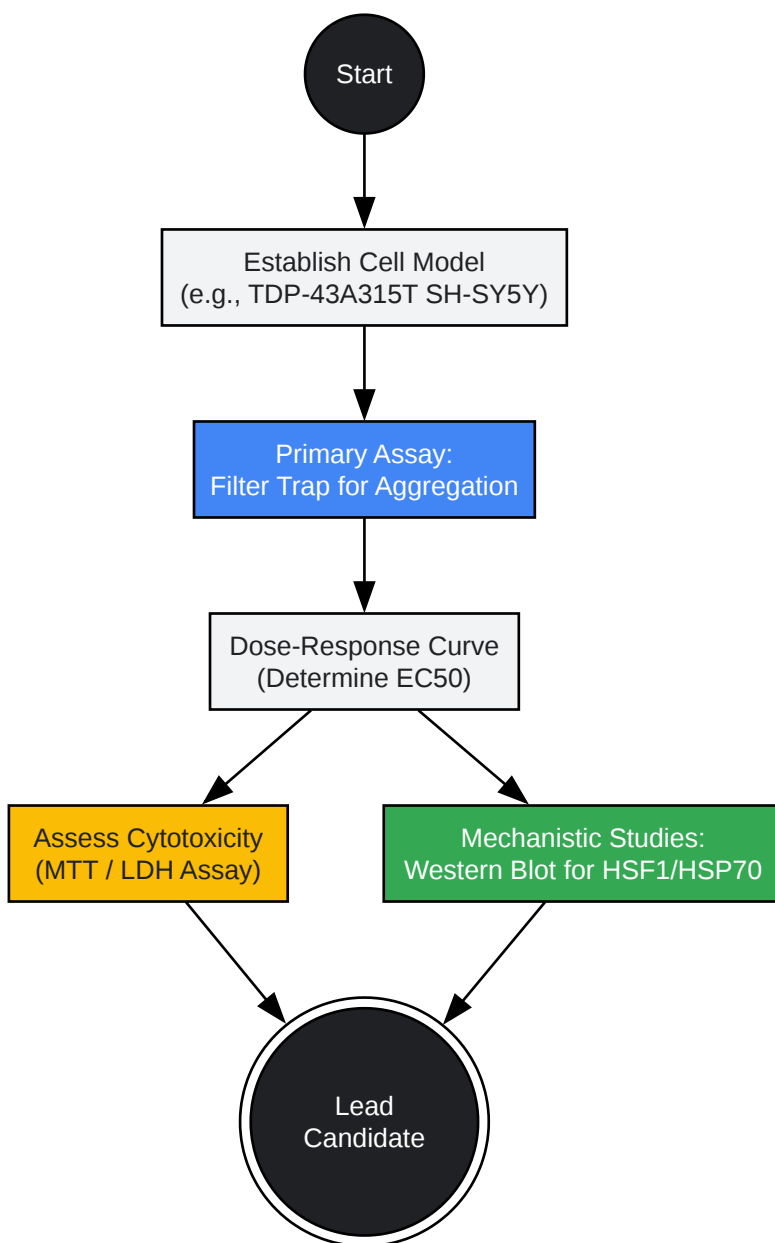 Start
Establish Cell Model
(e.g., TDP-43A315T SH-SY5Y)
Primary Assay:
Filter Trap for Aggregation
Dose-Response Curve
(Determine EC50)
Assess Cytotoxicity
(MTT / LDH Assay)
Mechanistic Studies:
Western Blot for HSF1/HSP70
Lead
Candidate